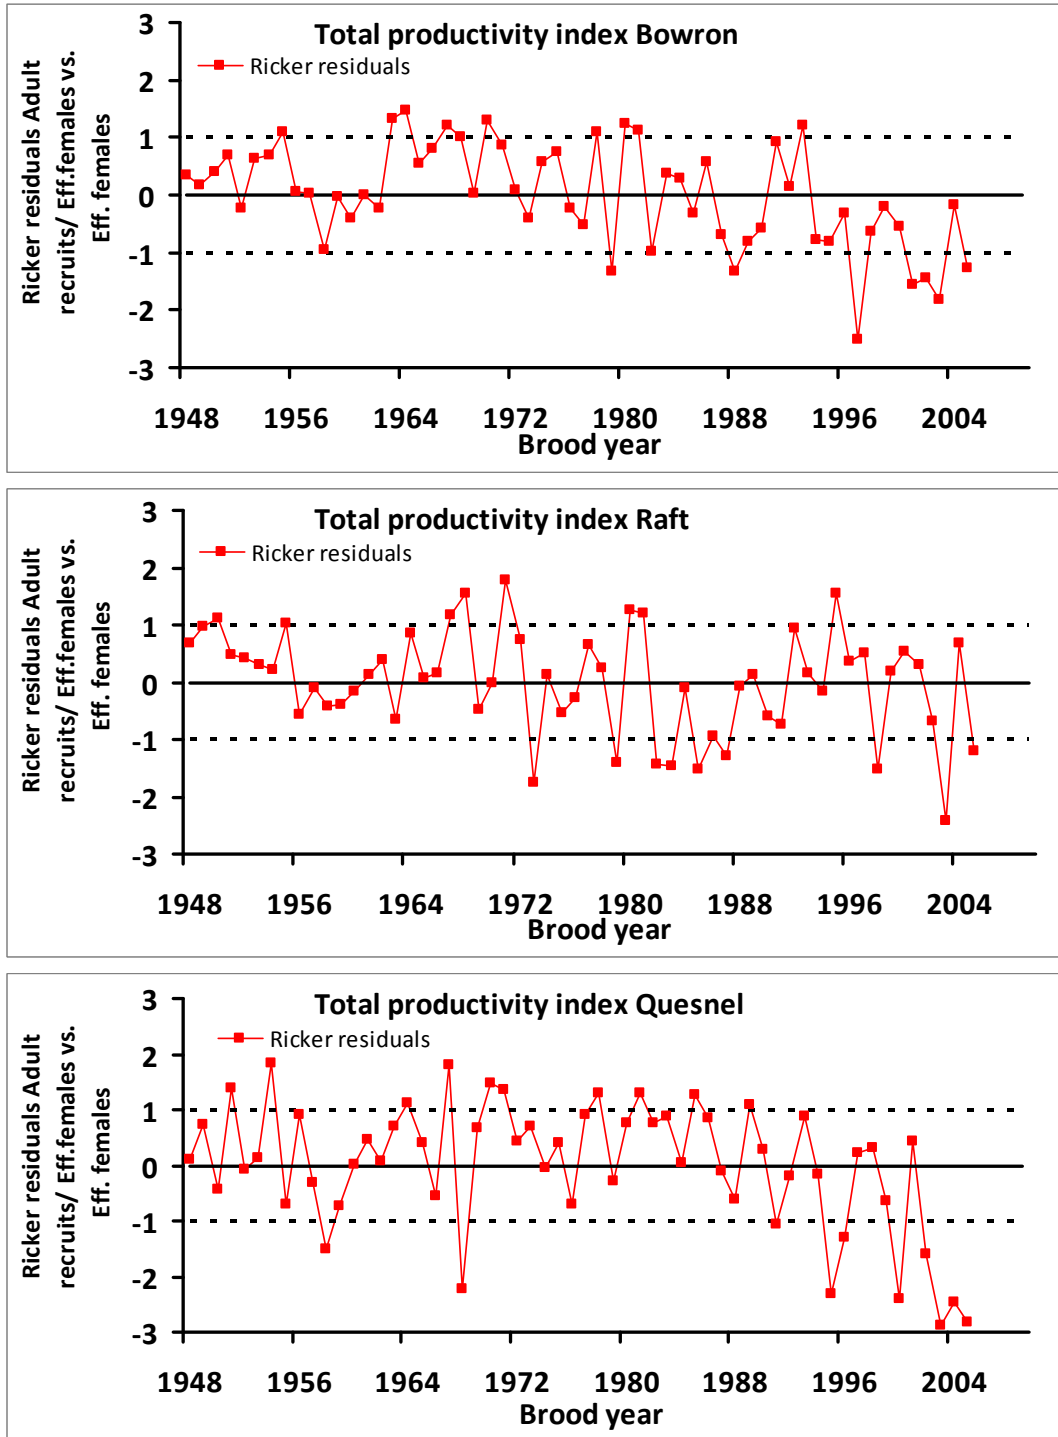 Total productivity index Bowron
Ricker residuals
Ricker residuals Adult
recruits/ Eff.females vs.
Eff. females
3
2
1
0
-1
-2
-3
1948 1956 1964 1972 1980 1988 1996 2004
Brood year
Total productivity index Raft
Ricker residuals
Ricker residuals Adult
recruits/ Eff.females vs.
Eff. females
3
2
1
0
-1
-2
-3
1948 1956 1964 1972 1980 1988 1996 2004
Brood year
Total productivity index Quesnel
Ricker residuals
Ricker residuals Adult
recruits/ Eff.females vs.
Eff. females
3
2
1
0
-1
-2
-3
1948 1956 1964 1972 1980 1988 1996 2004
Brood year